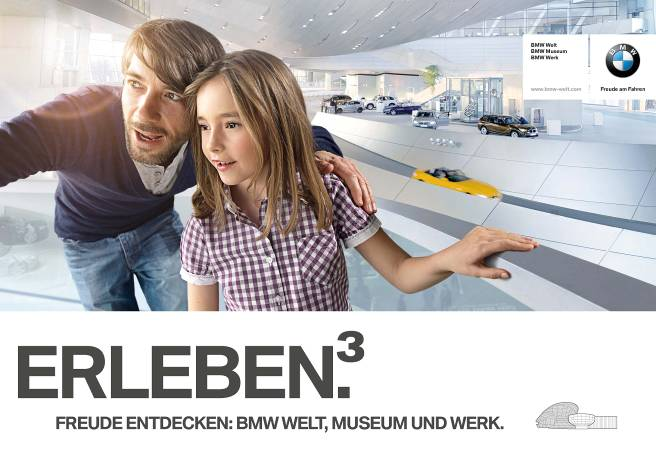 BMW Welt
BMW Museum
BMW Werk
www.bmw-welt.com
BMW
Freude am Fahren
ERLEBEN.³
FREUDE ENTDECKEN: BMW WELT, MUSEUM UND WERK.